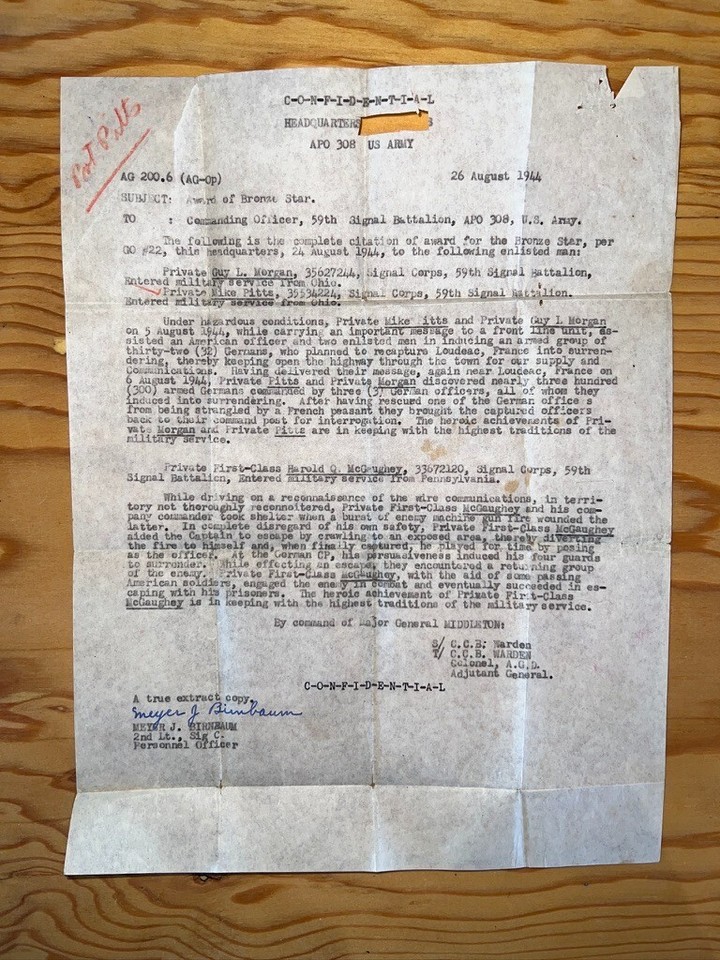 Pvt Pitts
C-O-N-F-I-D-E-N-T-I-A-L
HEADQUARTERS
APO 308 US ARMY
AG 200.6 (AG-Op) 26 August 1944
SUBJECT: Award of Bronze Star.
TO : Commanding Officer, 59th Signal Battalion, APO 308, U.S. Army.
The following is the complete citation of award for the Bronze Star, per
GO #22, this headquarters, 24 August 1944, to the following enlisted man:
Private Guy L. Morgan, 35627244, Signal Corps, 59th Signal Battalion,
Entered military service from Ohio.
Private Mike Pitts, 35534224, Signal Corps, 59th Signal Battalion.
Entered military service from Ohio.
Under hazardous conditions, Private Mike Pitts and Private Guy L Morgan
on 5 August 1944, while carrying an important message to a front line unit, as-
sisted an American officer and two enlisted men in inducing an armed group of
thirty-two (32) Germans, who planned to recapture Loudeac, France into surren-
dering, thereby keeping open the highway through the town for our supply and
Communications. Having delivered their message, again near Loudeac, France on
6 August 1944, Private Pitts and Private Morgan discovered nearly three hundred
(300) armed Germans commanded by three (3) German officers, all of whom they
induced into surrendering. After having rescued one of the German office s
from being strangled by a French peasant they brought the captured officers
back to their command post for interrogation. The heroic achievements of Pri-
vate Morgan and Private Pitts are in keeping with the highest traditions of the
military service.
Private First-Class Harold Q. McGaughey, 33672120, Signal Corps, 59th
Signal Battalion, Entered military service from Pennsylvania.
While driving on a reconnaissance of the wire communications, in terri-
tory not thoroughly reconnoitered, Private First-Class McGaughey and his com-
pany commander took shelter when a burst of enemy machine gun fire wounded the
latter. In complete disregard of his own safety, Private First-Class McGaughey
aided the Captain to escape by crawling to an exposed area, thereby diverting
the fire to himself and, when finally captured, he played for time by posing
as the officer. At the German CP, his persuasiveness induced his four guards
to surrender. While effecting an escape, they encountered a returning group
of the enemy. Private First-Class McGaughey, with the aid of some passing
American soldiers, engaged the enemy in combat and eventually succeeded in es-
caping with his prisoners. The heroic achievement of Private First-Class
McGaughey is in keeping with the highest traditions of the military service.
By command of Major General MIDDLETON:
S/ C.C.B. Warden
T/ C.C.B. WARDEN
Colonel, A.G.D.
Adjutant General.
C-O-N-F-I-D-E-N-T-I-A-L
A true extract copy.
Meyer J Birnbaum
MEYER J. BIRNBAUM
2nd Lt., Sig C.
Personnel Officer